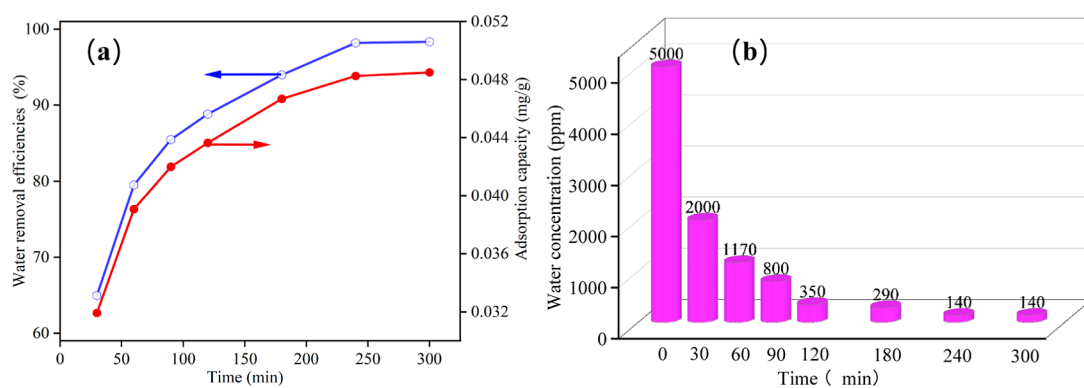 (a)
100
90
80
70
60
Water removal efficiencies (%)
0.052
0.048
0.044
0.040
0.036
0.032
Adsorption capacity (mg/g)
0 50 100 150 200 250 300
Time (min)
(b)
5000
4000
3000
2000
1000
0
Water concentration (ppm)
5000
2000
1170
800
350
290
140
140
0 30 60 90 120 180 240 300
Time ( min)